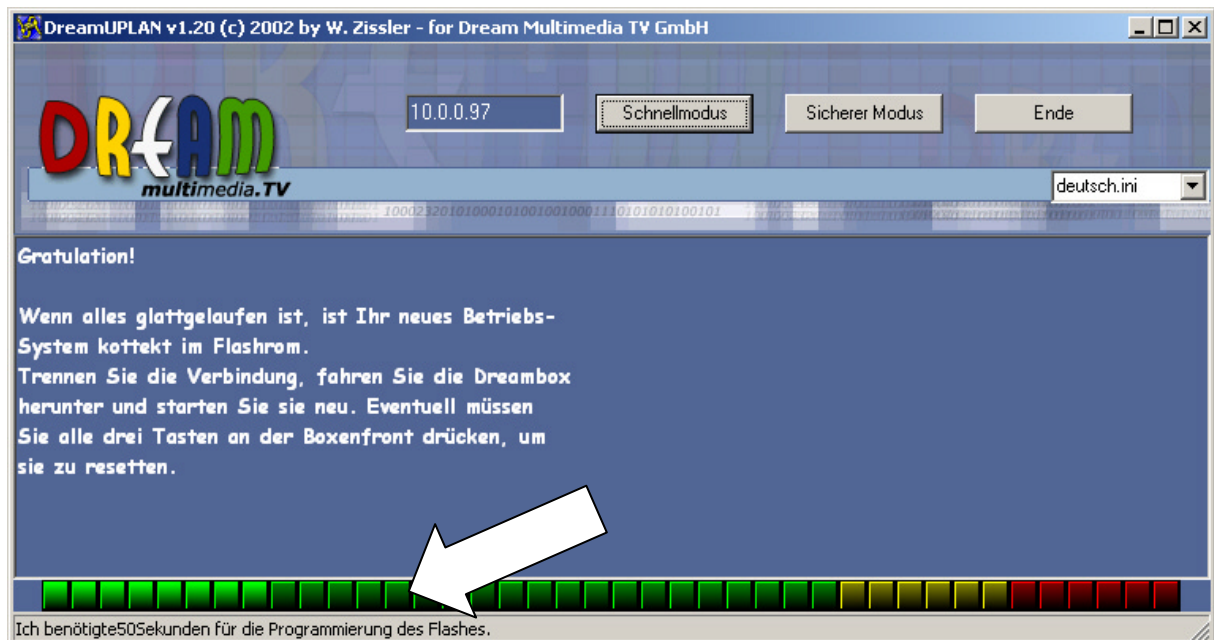 DreamUPLAN v1.20 (c) 2002 by W. Zissler - for Dream Multimedia TV GmbH
10.0.0.97 Schnellmodus Sicherer Modus Ende
DREAM
multimedia.TV
deutsch.ini
Gratulation!
Wenn alles glattgelaufen ist, ist Ihr neues Betriebs-
System kottekt im Flashrom.
Trennen Sie die Verbindung, fahren Sie die Dreambox
herunter und starten Sie sie neu. Eventuell müssen
Sie alle drei Tasten an der Boxenfront drücken, um
sie zu resetten.
Ich benötigte50Sekunden für die Programmierung des Flashes.